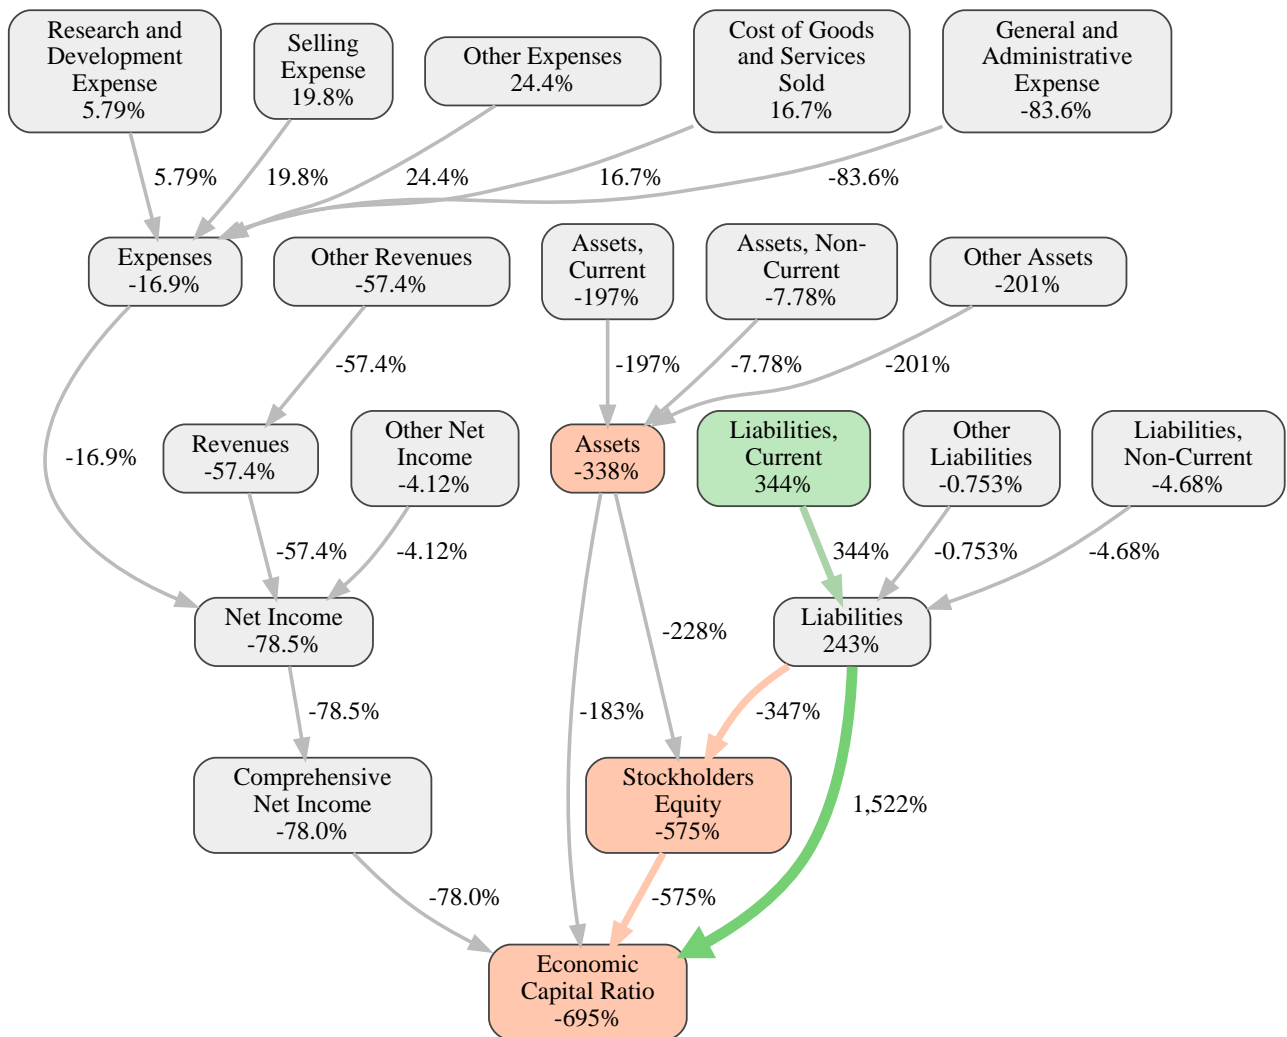 Research and
Development
Expense
5.79%
Selling
Expense
19.8%
Other Expenses
24.4%
Cost of Goods
and Services
Sold
16.7%
General and
Administrative
Expense
-83.6%
5.79%
19.8%
24.4%
16.7%
-83.6%
Expenses
-16.9%
Other Revenues
-57.4%
Assets,
Current
-197%
Assets, Non-
Current
-7.78%
Other Assets
-201%
-57.4%
-197%
-7.78%
-201%
-16.9%
Revenues
-57.4%
Other Net
Income
-4.12%
Assets
-338%
Liabilities,
Current
344%
Other
Liabilities
-0.753%
Liabilities,
Non-Current
-4.68%
-57.4%
-4.12%
344%
-0.753%
-4.68%
Net Income
-78.5%
-228%
Liabilities
243%
-78.5%
-183%
-347%
Comprehensive
Net Income
-78.0%
Stockholders
Equity
-575%
1,522%
-78.0%
-575%
Economic
Capital Ratio
-695%